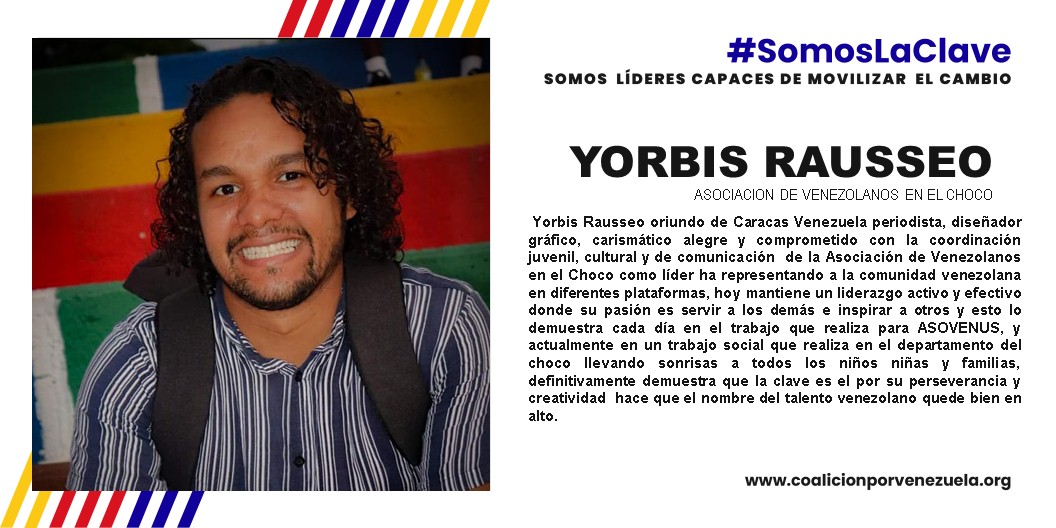 #SomosLaClave
SOMOS LÍDERES CAPACES DE MOVILIZAR EL CAMBIO
YORBIS RAUSSEO
ASOCIACION DE VENEZOLANOS EN EL CHOCO
Yorbis Rausseo oriundo de Caracas Venezuela periodista, diseñador
gráfico, carismático alegre y comprometido con la coordinación
juvenil, cultural y de comunicación de la Asociación de Venezolanos
en el Choco como líder ha representando a la comunidad venezolana
en diferentes plataformas, hoy mantiene un liderazgo activo y efectivo
donde su pasión es servir a los demás e inspirar a otros y esto lo
demuestra cada día en el trabajo que realiza para ASOVENUS, y
actualmente en un trabajo social que realiza en el departamento del
choco llevando sonrisas a todos los niños niñas y familias,
definitivamente demuestra que la clave es el por su perseverancia y
creatividad hace que el nombre del talento venezolano quede bien en
alto.
www.coalicionporvenezuela.org